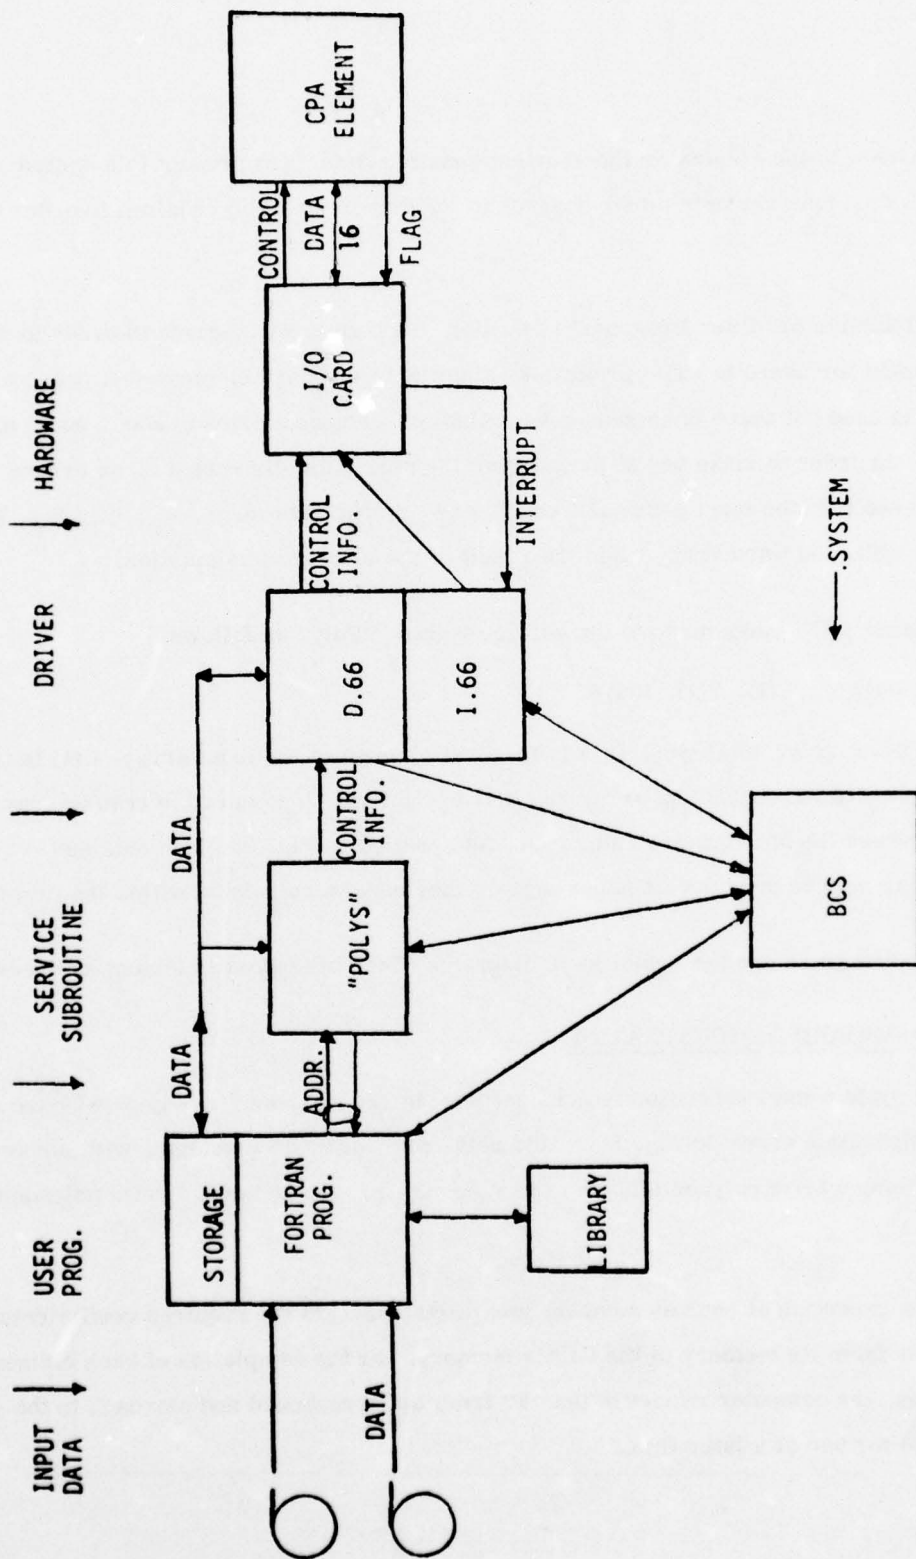 INPUT
DATA
USER
PROG.
SERVICE
SUBROUTINE
DRIVER
HARDWARE
DATA
DATA
STORAGE
FORTRAN
PROG.
ADDR.
"POLYS"
CONTROL
INFO.
D.66
I.66
CONTROL
INFO.
I/O
CARD
CONTROL
DATA
16
FLAG
CPA
ELEMENT
INERRUPT
DATA
LIBRARY
BCS
SYSTEM